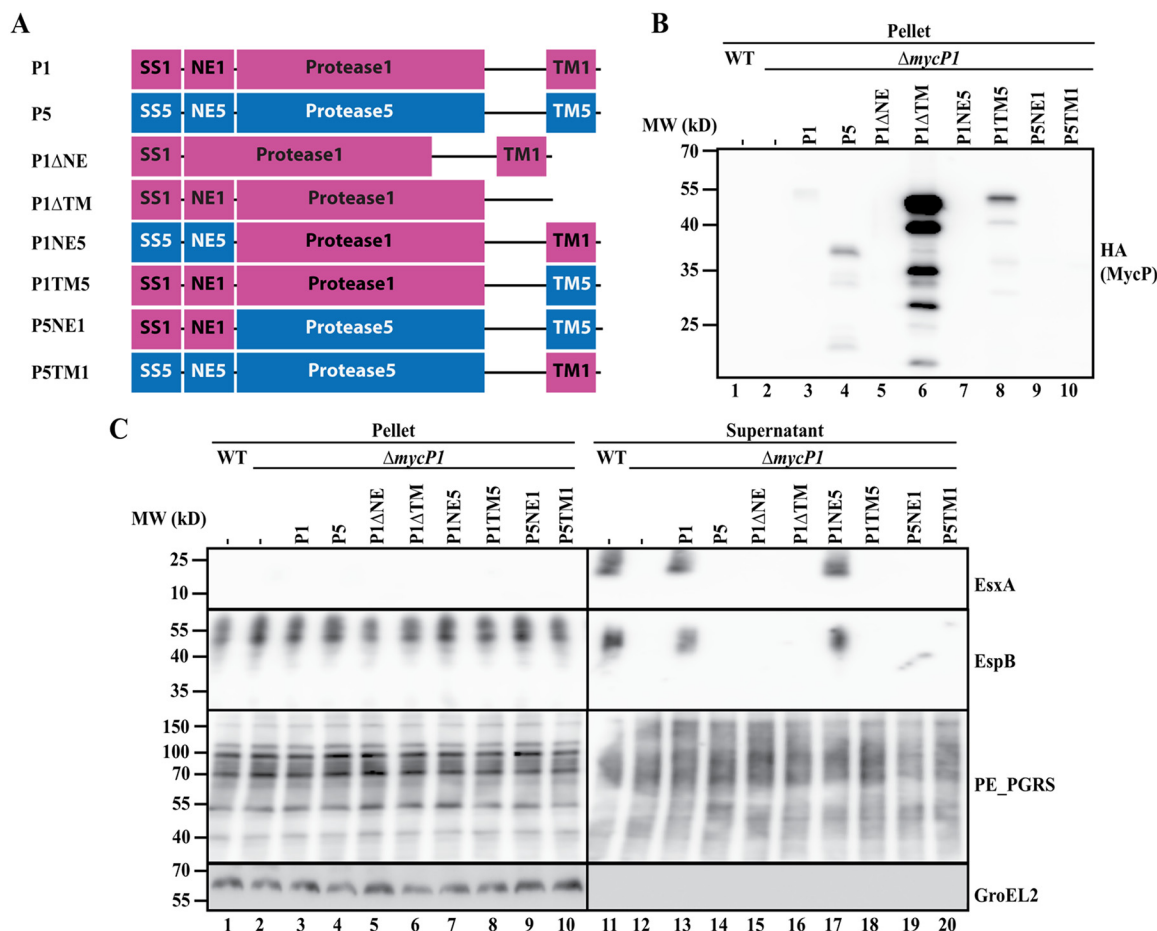 A
P1 SS1 NE1 Protease1 TM1
P5 SS5 NE5 Protease5 TM5
P1ΔNE SS1 Protease1 TM1
P1ΔTM SS1 NE1 Protease1
P1NE5 SS5 NE5 Protease1 TM1
P1TM5 SS1 NE1 Protease1 TM5
P5NE1 SS1 NE1 Protease5 TM5
P5TM1 SS5 NE5 Protease5 TM1
B
Pellet
WT ΔmycP1
MW (kD) - - P1 P5 P1ΔNE P1ΔTM P1NE5 P1TM5 P5NE1 P5TM1
70
55
40
35
25
HA
(MycP)
1 2 3 4 5 6 7 8 9 10
C
Pellet Supernatant
WT ΔmycP1 WT ΔmycP1
MW (kD) - - P1 P5 P1ΔNE P1ΔTM P1NE5 P1TM5 P5NE1 P5TM1 - - P1 P5 P1ΔNE P1ΔTM P1NE5 P1TM5 P5NE1 P5TM1
25
10
EsxA
55
40
35
EspB
150
100
70
55
40
PE_PGRS
70
55
GroEL2
1 2 3 4 5 6 7 8 9 10 11 12 13 14 15 16 17 18 19 20